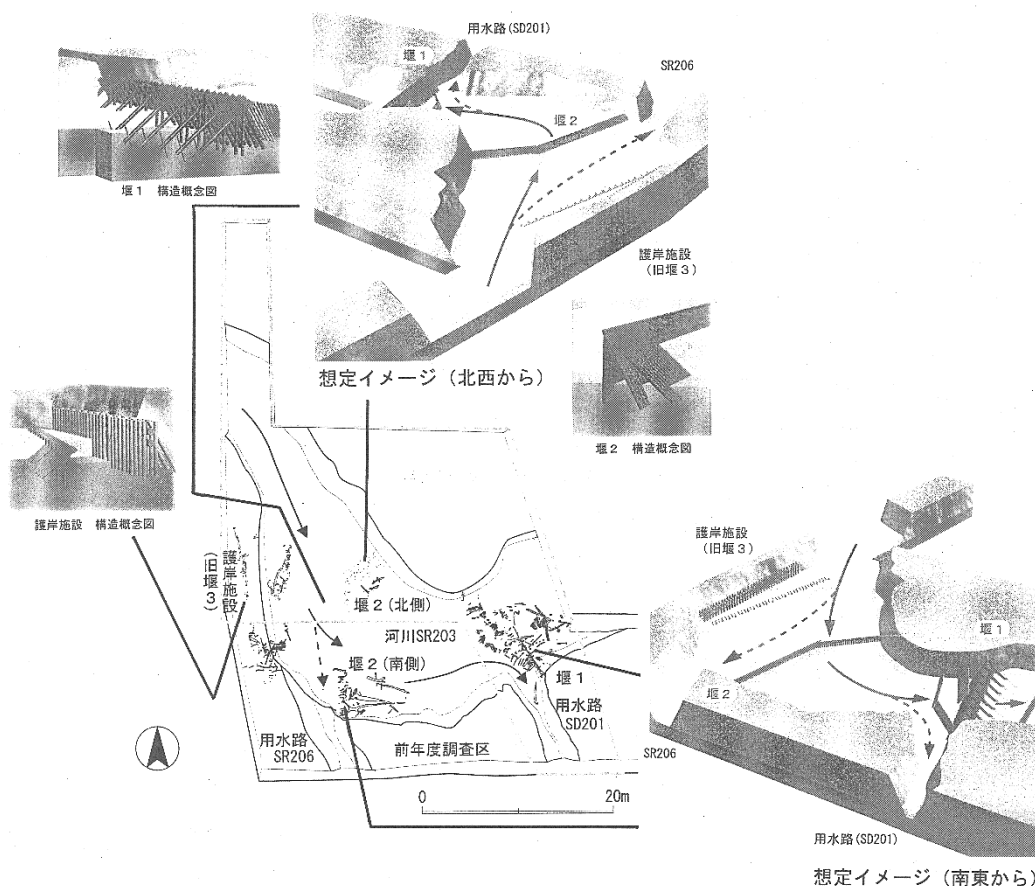 用水路(SD201)
堰1
SR206
堰2
堰1 構造概念図
護岸施設
(旧堰3)
想定イメージ(北西から)
堰2 構造概念図
護岸施設 構造概念図
護岸施設
(旧堰3)
堰2(北側)
河川SR203
堰2(南側)
堰1
用水路
SD201
用水路
SR206
前年度調査区
0
20m
護岸施設
(旧堰3)
堰1
堰2
SR206
用水路(SD201)
想定イメージ(南東から)